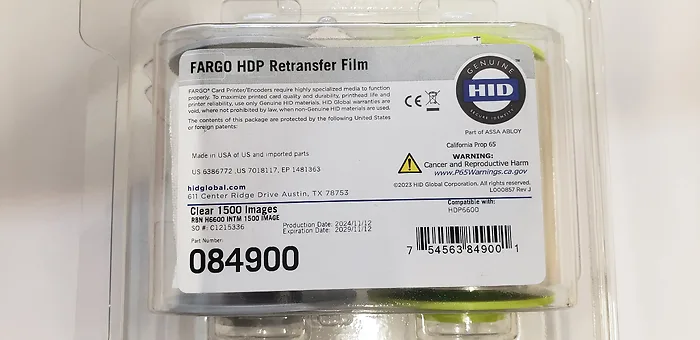 FARGO HDP Retransfer Film
FARGO® Card Printer/Encoders require highly specialized media to function
properly. To maximize printed card quality and durability, printhead life and
printer reliability, use only Genuine HID materials. HID Global warranties are
void, where not prohibited by law, when non-Genuine HID materials are used.
The contents of this package are protected by the following United States
or foreign patents:
GENUINE
HID
SECURE IDENTITY
CE
Part of ASSA ABLOY
California Prop 65
WARNING:
Cancer and Reproductive Harm
www.P65Warnings.ca.gov
Made in USA of US and imported parts
US 6386772, US 7018117, EP 1481363
©2023 HID Global Corporation. All rights reserved.
L000857 Rev J
hidglobal.com
611 Center Ridge Drive Austin, TX 78753
Clear 1500 Images
RBN H6600 INTM 1500 IMAGE
SO #: C1215336
Production Date: 2024/11/12
Expiration Date: 2029/11/12
Compatible with:
HDP6600
Part Number:
084900
7 54563 84900 1